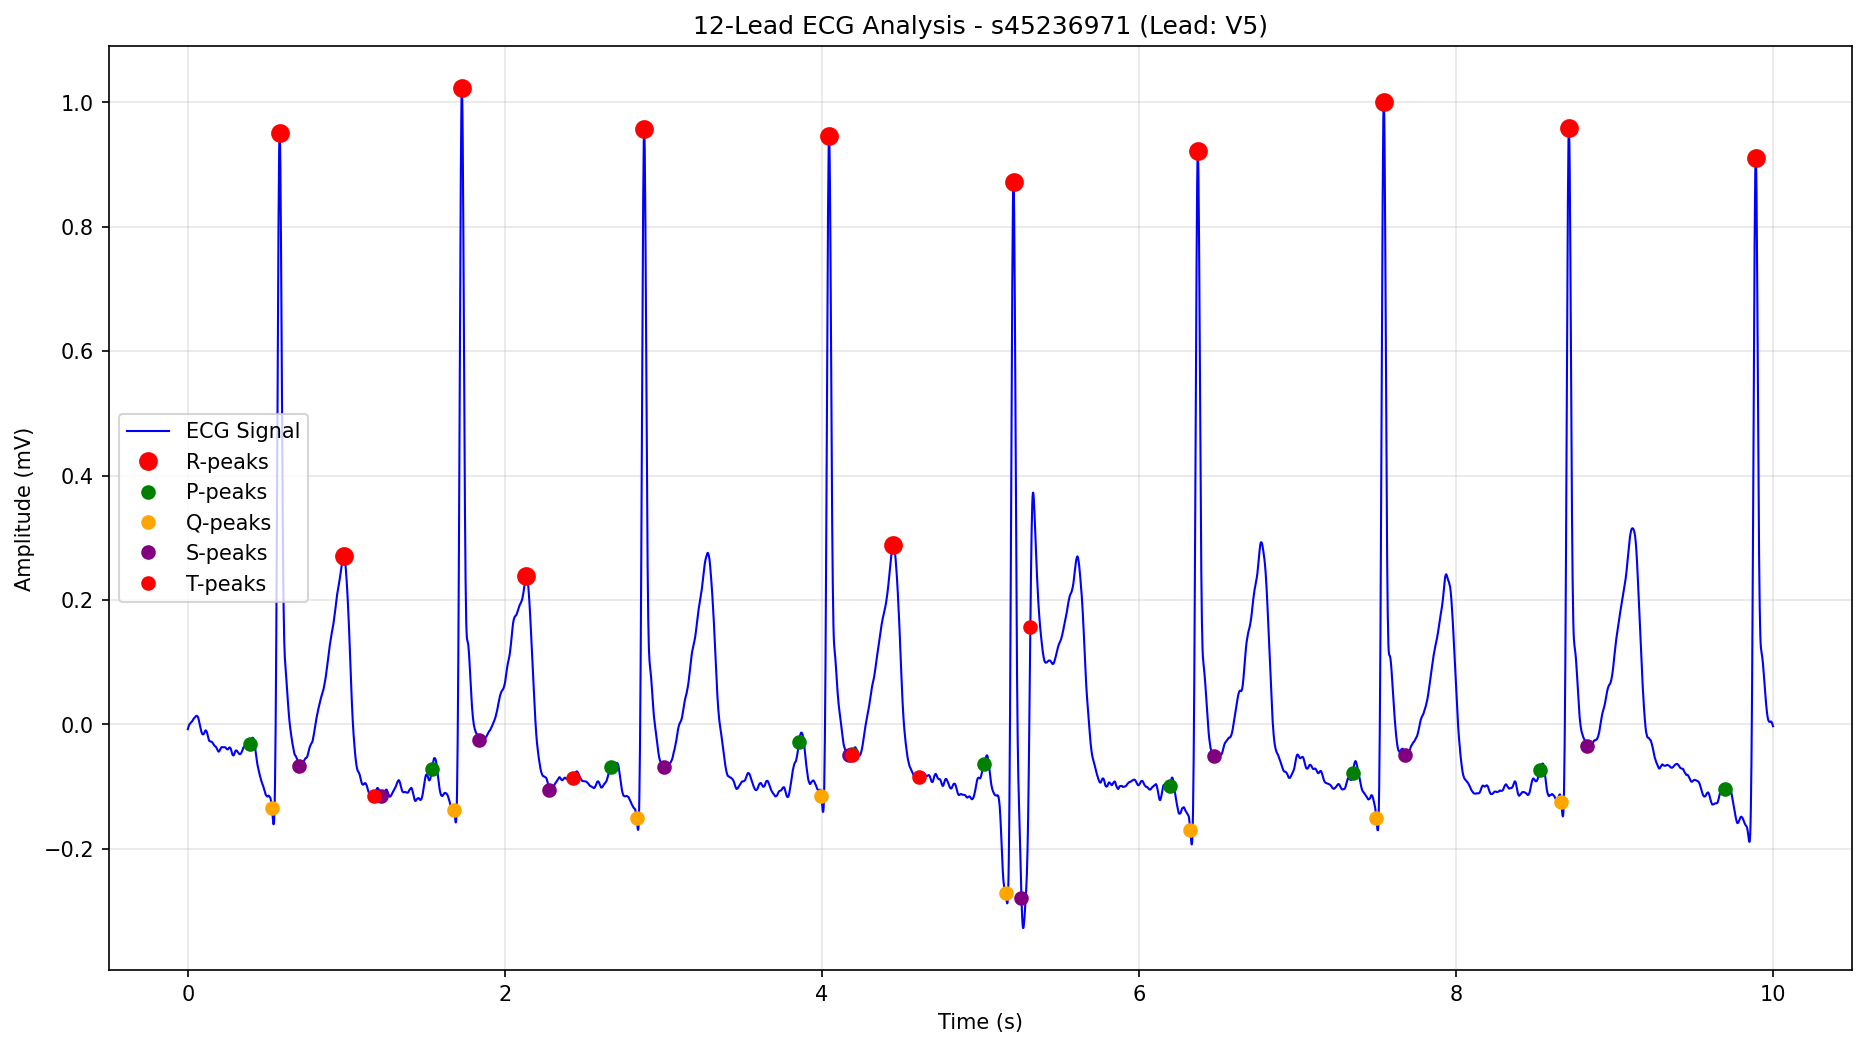 12-Lead ECG Analysis - s45236971 (Lead: V5)
Amplitude (mV)
1.0
0.8
0.6
0.4
0.2
0.0
−0.2
ECG Signal
R-peaks
P-peaks
Q-peaks
S-peaks
T-peaks
0 2 4 6 8 10
Time (s)